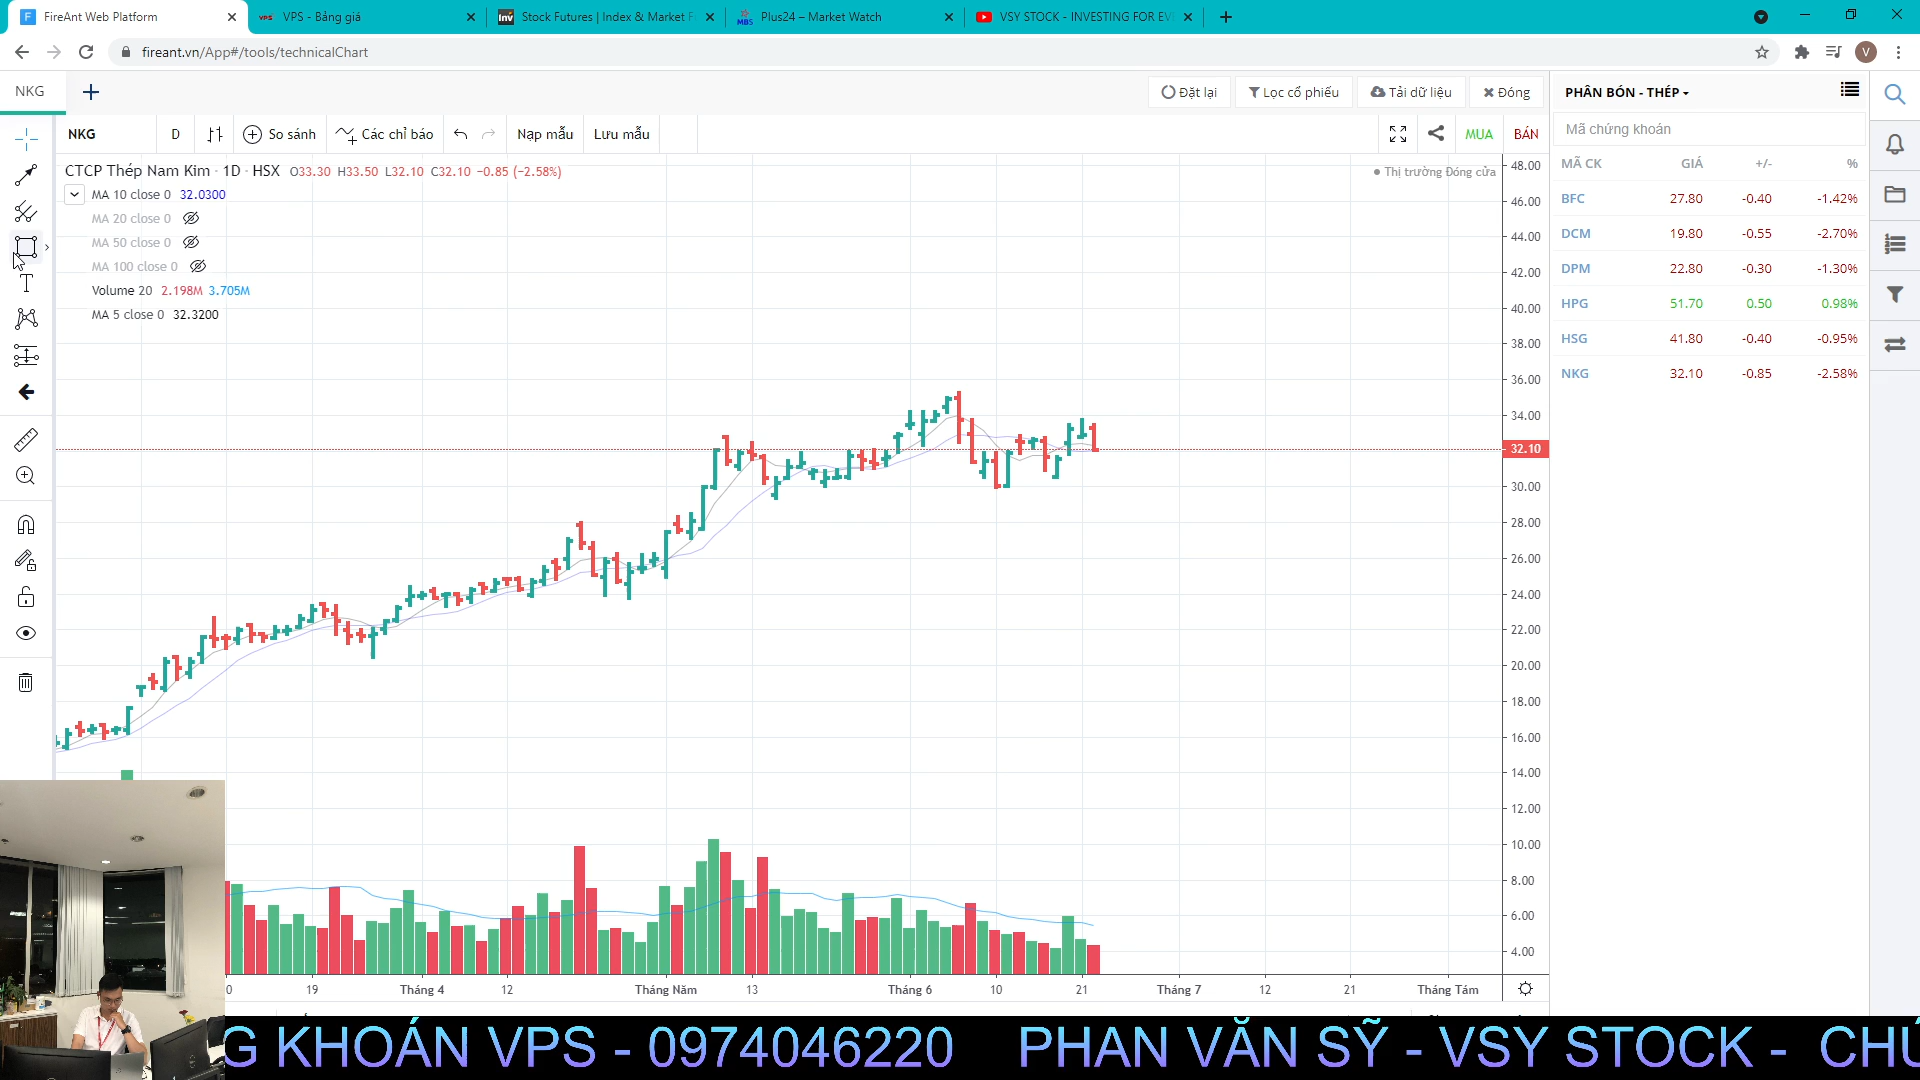 FireAnt Web Platform
VPS - Bảng giá
Stock Futures | Index & Market F
Plus24 – Market Watch
VSY STOCK - INVESTING FOR EV
fireant.vn/App#/tools/technicalChart
V
NKG
Đặt lại
Lọc cổ phiếu
Tải dữ liệu
Đóng
PHÂN BÓN - THÉP
NKG
D
So sánh
Các chỉ báo
Nạp mẫu
Lưu mẫu
MUA
BÁN
Mã chứng khoán
CTCP Thép Nam Kim · 1D · HSX O33.30 H33.50 L32.10 C32.10 −0.85 (−2.58%)
Thị trường Đóng cửa
MA 10 close 0 32.0300
MA 20 close 0
MA 50 close 0
MA 100 close 0
Volume 20 2.198M 3.705M
MA 5 close 0 32.3200
MÃ CK GIÁ +/- %
BFC 27.80 -0.40 -1.42%
DCM 19.80 -0.55 -2.70%
DPM 22.80 -0.30 -1.30%
HPG 51.70 0.50 0.98%
HSG 41.80 -0.40 -0.95%
NKG 32.10 -0.85 -2.58%
48.00
46.00
44.00
42.00
40.00
38.00
36.00
34.00
32.10
30.00
28.00
26.00
24.00
22.00
20.00
18.00
16.00
14.00
12.00
10.00
8.00
6.00
4.00
0 19 Tháng 4 12 Tháng Năm 13 Tháng 6 10 21 Tháng 7 12 21 Tháng Tám
G KHOÁN VPS - 0974046220 PHAN VĂN SỸ - VSY STOCK - CHỨ